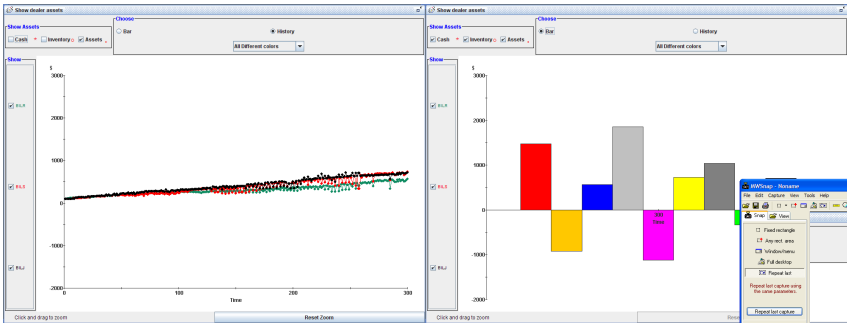 Show dealer assets
Show Assets
Cash * Inventory o Assets *
Choose
Bar
History
All Different colors
Show
$
3000
2000
1000
0
-1000
-2000
0 100 200 300
Time
Click and drag to zoom
Reset Zoom
Show dealer assets
Show Assets
Cash * Inventory o Assets *
Choose
Bar
History
All Different colors
Show
$
3000
2000
1000
0
-1000
-2000
300
Time
Click and drag to zoom
MWSnap - Noname
File Edit Capture View Tools Help
Snap View
Fixed rectangle
Any rect. area
Window/menu
Full desktop
Repeat last
Repeat last capture using
the same parameters.
Repeat last capture